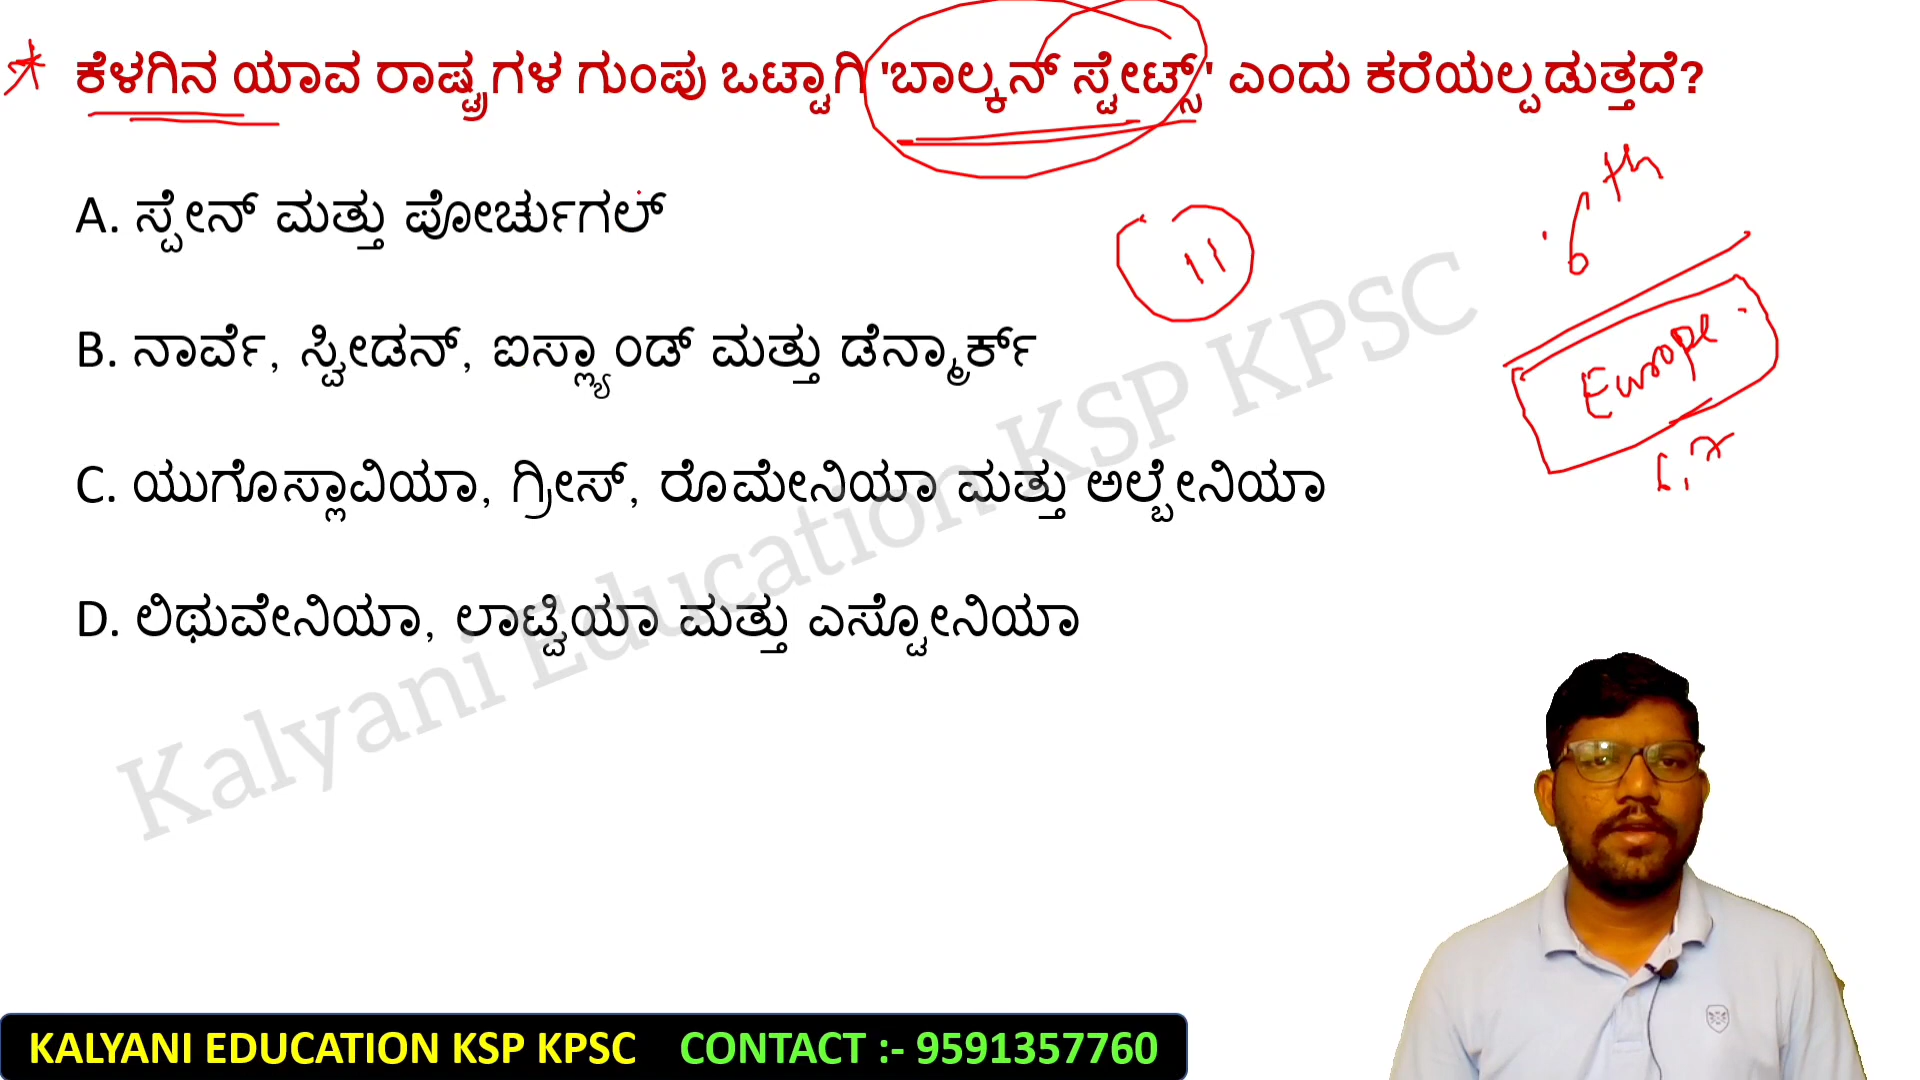 ಕೆಳಗಿನ ಯಾವ ರಾಷ್ಟ್ರಗಳ ಗುಂಪು ಒಟ್ಟಾಗಿ 'ಬಾಲ್ಕನ್ ಸ್ಟೇಟ್ಸ್' ಎಂದು ಕರೆಯಲ್ಪಡುತ್ತದೆ?
6th
A. ಸ್ಪೇನ್ ಮತ್ತು ಪೋರ್ಚುಗಲ್
11
B. ನಾರ್ವೆ, ಸ್ವೀಡನ್, ಐಸ್ಲ್ಯಾಂಡ್ ಮತ್ತು ಡೆನ್ಮಾರ್ಕ್
Europe
C. ಯುಗೊಸ್ಲಾವಿಯಾ, ಗ್ರೀಸ್, ರೊಮೇನಿಯಾ ಮತ್ತು ಅಲ್ಬೇನಿಯಾ
D. ಲಿಥುವೇನಿಯಾ, ಲಾಟ್ವಿಯಾ ಮತ್ತು ಎಸ್ಟೋನಿಯಾ
Kalyani Education KSP KPSC
KALYANI EDUCATION KSP KPSC CONTACT :- 9591357760